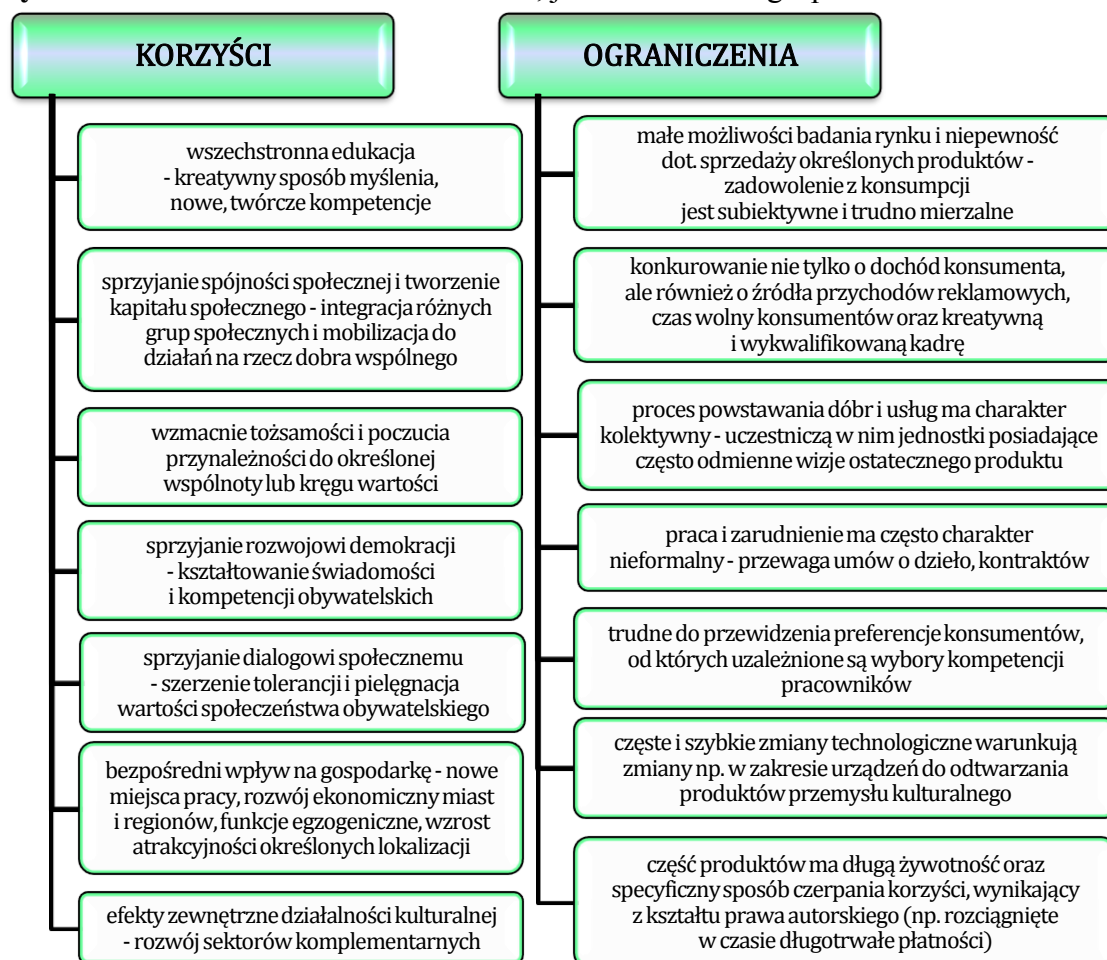 KORZYŚCI
wszechstronna edukacja
- kreatywny sposób myślenia,
nowe, twórcze kompetencje
sprzyjanie spójności społecznej i tworzenie
kapitału społecznego - integracja różnych
grup społecznych i mobilizacja do
działań na rzecz dobra wspólnego
wzmacnie tożsamości i poczucia
przynależności do określonej
wspólnoty lub kręgu wartości
sprzyjanie rozwojowi demokracji
- kształtowanie świadomości
i kompetencji obywatelskich
sprzyjanie dialogowi społecznemu
- szerzenie tolerancji i pielęgnacja
wartości społeczeństwa obywatelskiego
bezpośredni wpływ na gospodarkę - nowe
miejsca pracy, rozwój ekonomiczny miast
i regionów, funkcje egzogeniczne, wzrost
atrakcyjności określonych lokalizacji
efekty zewnętrzne działalności kulturalnej
- rozwój sektorów komplementarnych
OGRANICZENIA
małe możliwości badania rynku i niepewność
dot. sprzedaży określonych produktów -
zadowolenie z konsumpcji
jest subiektywne i trudno mierzalne
konkurowanie nie tylko o dochód konsumenta,
ale również o źródła przychodów reklamowych,
czas wolny konsumentów oraz kreatywną
i wykwalifikowaną kadrę
proces powstawania dóbr i usług ma charakter
kolektywny - uczestniczą w nim jednostki posiadające
często odmienne wizje ostatecznego produktu
praca i zarudnienie ma często charakter
nieformalny - przewaga umów o dzieło, kontraktów
trudne do przewidzenia preferencje konsumentów,
od których uzależnione są wybory kompetencji
pracowników
częste i szybkie zmiany technologiczne warunkują
zmiany np. w zakresie urządzeń do odtwarzania
produktów przemysłu kulturalnego
część produktów ma długą żywotność oraz
specyficzny sposób czerpania korzyści, wynikający
z kształtu prawa autorskiego (np. rozciągnięte
w czasie długotrwałe płatności)